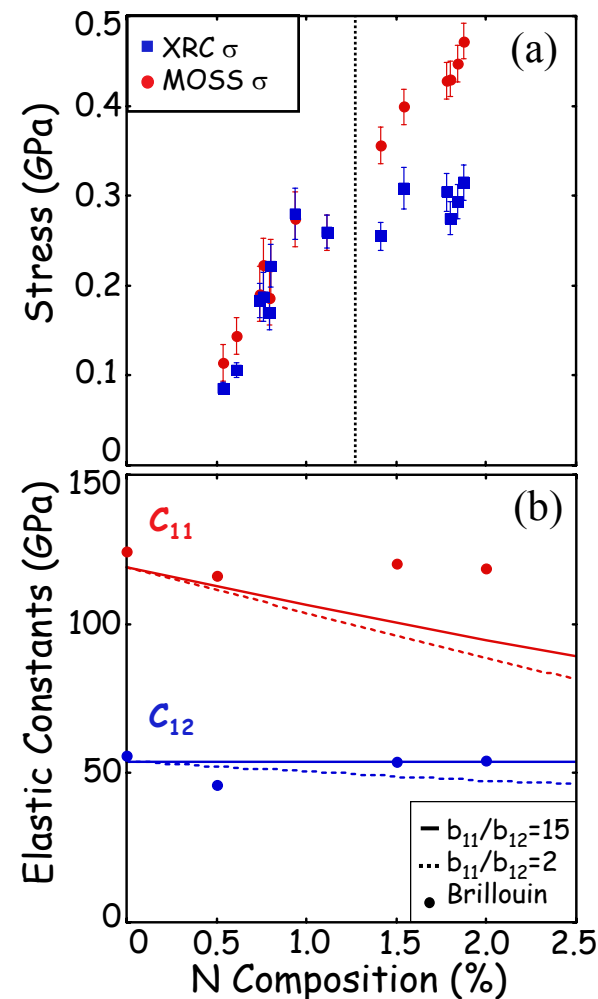 0.5
0.4
0.3
0.2
0.1
0
Stress (GPa)
XRC σ
MOSS σ
(a)
150
100
50
0
Elastic Constants (GPa)
(b)
C₁₁
C₁₂
b₁₁/b₁₂=15
b₁₁/b₁₂=2
Brillouin
0 0.5 1.0 1.5 2.0 2.5
N Composition (%)